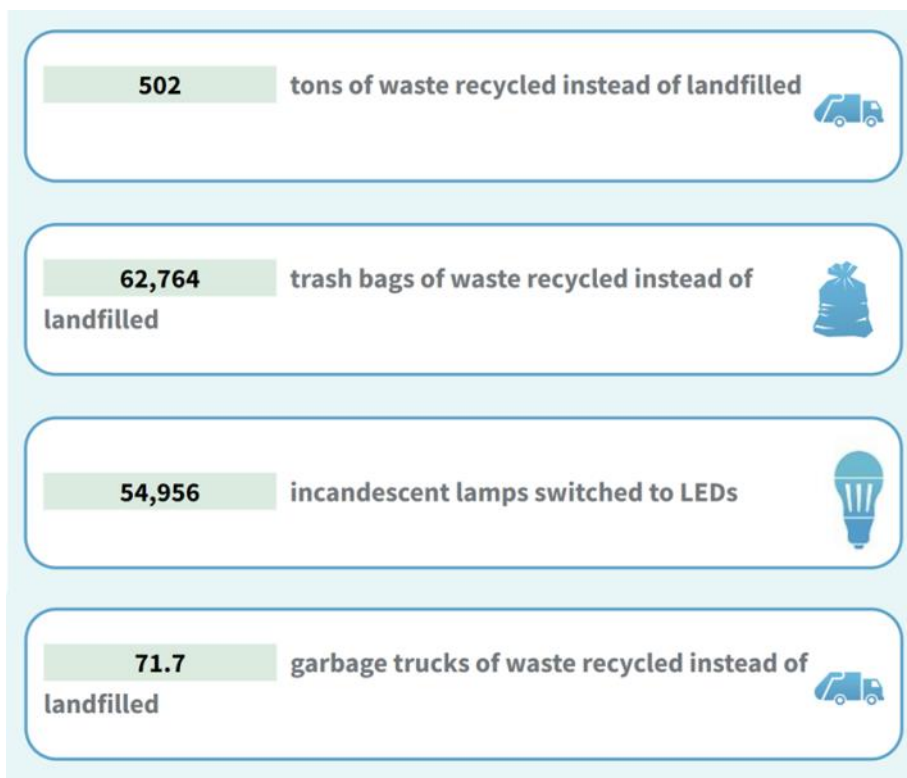 502 tons of waste recycled instead of landfilled
62,764 trash bags of waste recycled instead of
landfilled
54,956 incandescent lamps switched to LEDs
71.7 garbage trucks of waste recycled instead of
landfilled